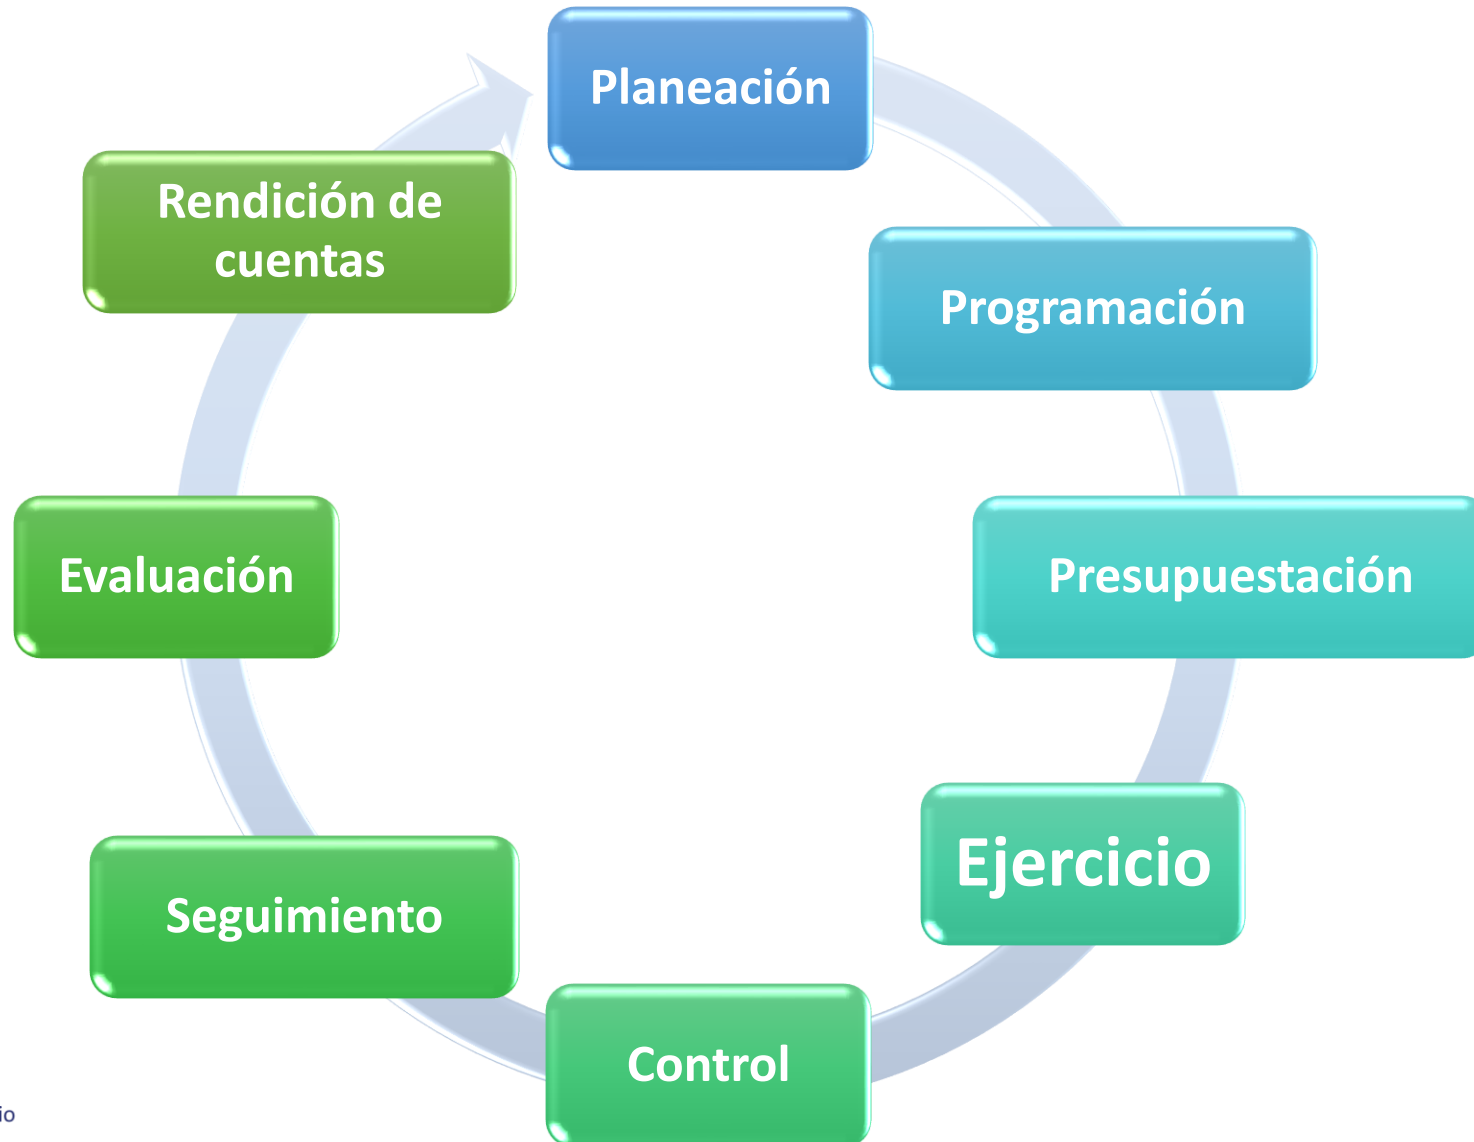 Planeación
Programación
Presupuestación
Ejercicio
Control
Seguimiento
Evaluación
Rendición de
cuentas